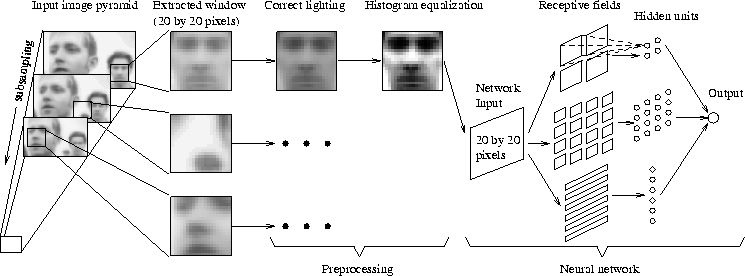 Input image pyramid
Extracted window
(20 by 20 pixels)
Correct lighting
Histogram equalization
Receptive fields
Hidden units
subsampling
Network
Input
20 by 20
pixels
Output
Preprocessing
Neural network